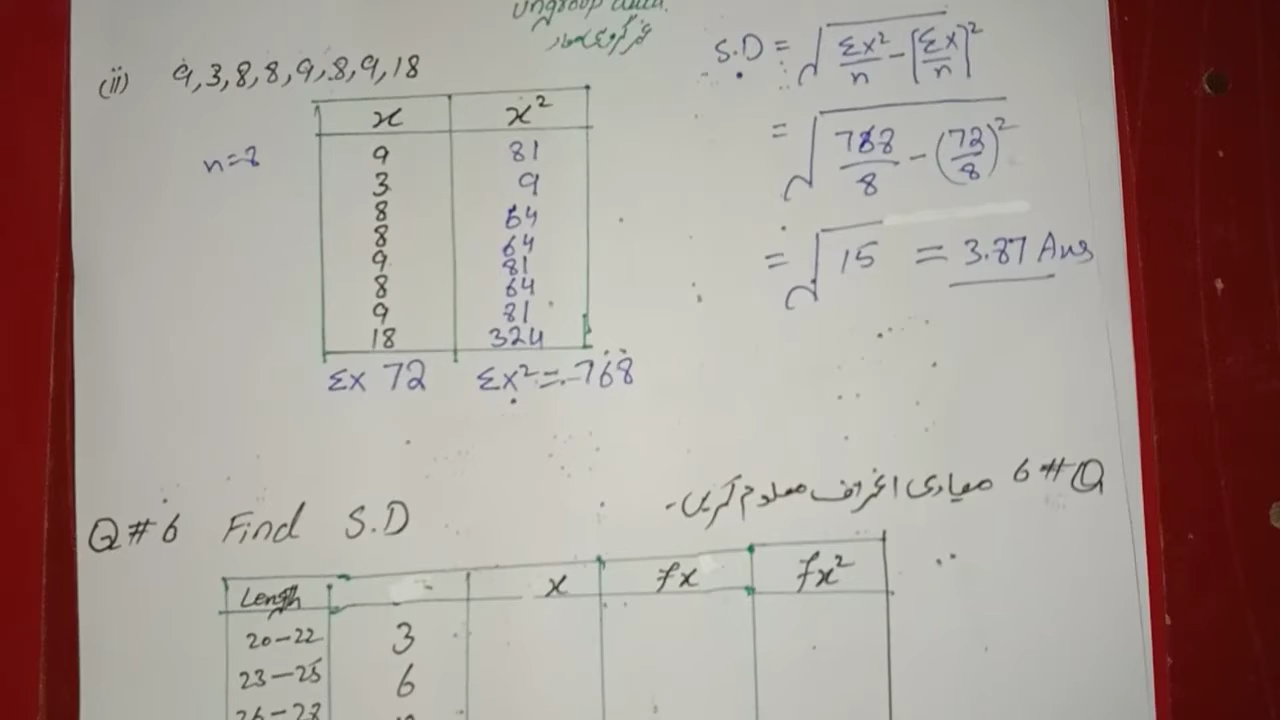 Ungroup data.
(ii) 9,3,8,8,9,8,9,18
n=8
x x²
9 81
3 9
8 64
8 64
9 81
8 64
9 81
18 324
Σx 72 Σx²=768
S.D = √Σx²/n - [Σx/n]²
= √768/8 - (72/8)²
= √15 = 3.87 Ans
Q#6 Find S.D
Q#6 معیاری انحراف معلوم کریں۔
Length x fx fx²
20-22 3
23-25 6
26-28